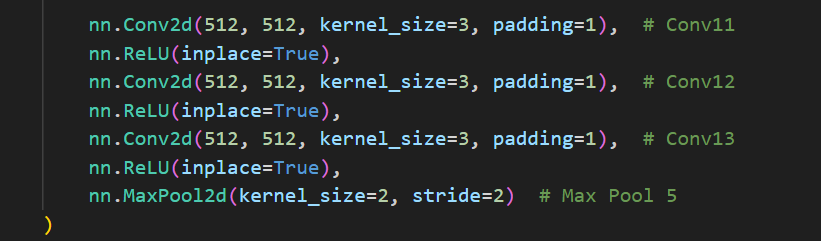 nn.Conv2d(512, 512, kernel_size=3, padding=1),  # Conv11
nn.ReLU(inplace=True),
nn.Conv2d(512, 512, kernel_size=3, padding=1),  # Conv12
nn.ReLU(inplace=True),
nn.Conv2d(512, 512, kernel_size=3, padding=1),  # Conv13
nn.ReLU(inplace=True),
nn.MaxPool2d(kernel_size=2, stride=2)  # Max Pool 5
)